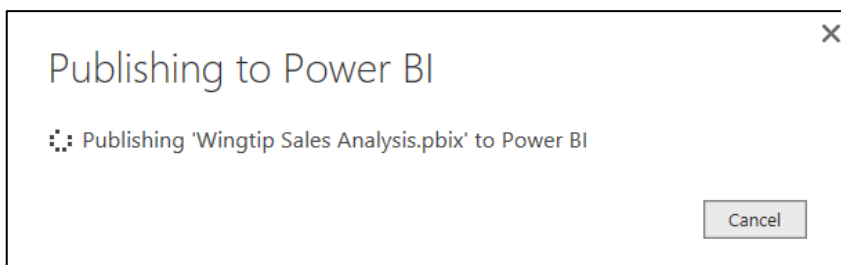 Publishing to Power BI
Publishing 'Wingtip Sales Analysis.pbix' to Power BI
Cancel